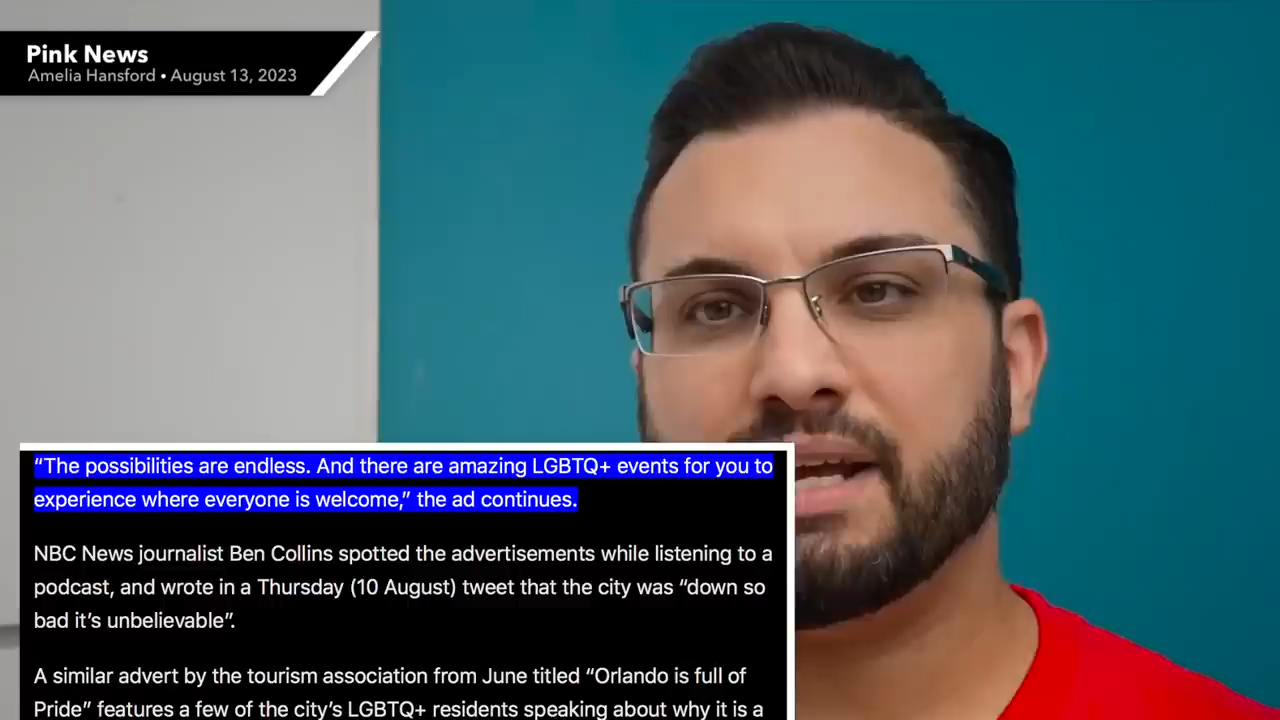 Pink News
Amelia Hansford • August 13, 2023
“The possibilities are endless. And there are amazing LGBTQ+ events for you to
experience where everyone is welcome,” the ad continues.
NBC News journalist Ben Collins spotted the advertisements while listening to a
podcast, and wrote in a Thursday (10 August) tweet that the city was “down so
bad it’s unbelievable”.
A similar advert by the tourism association from June titled “Orlando is full of
Pride” features a few of the city’s LGBTQ+ residents speaking about why it is a